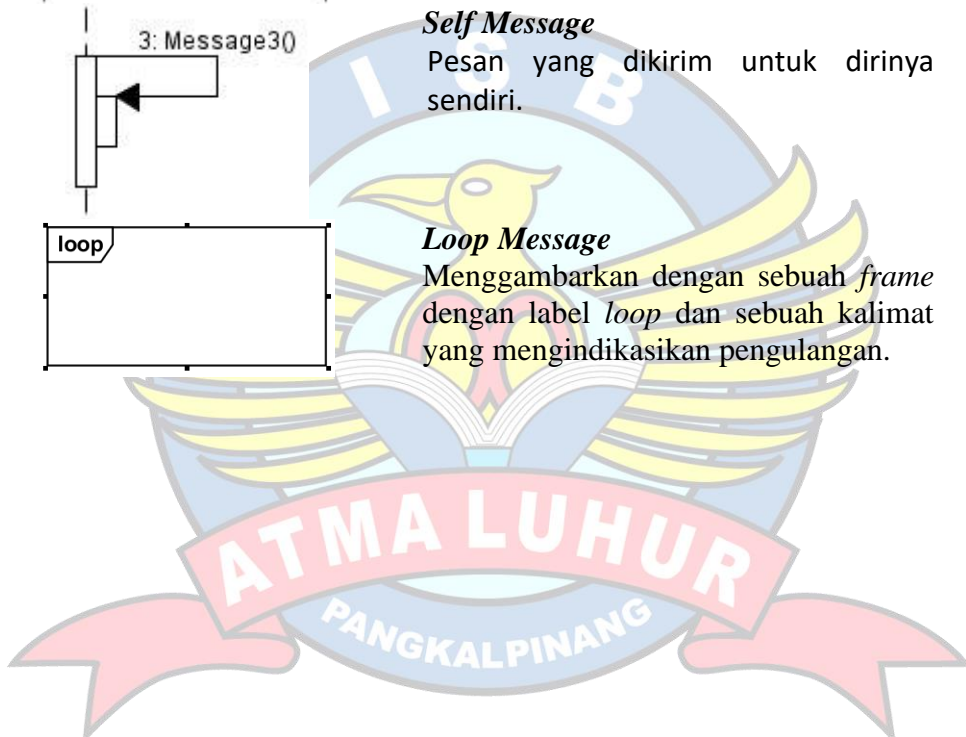 3: Message3()
Self Message
Pesan yang dikirim untuk dirinya
sendiri.
loop
Loop Message
Menggambarkan dengan sebuah frame
dengan label loop dan sebuah kalimat
yang mengindikasikan pengulangan.
I S B
ATMA LUHUR
PANGKALPINANG